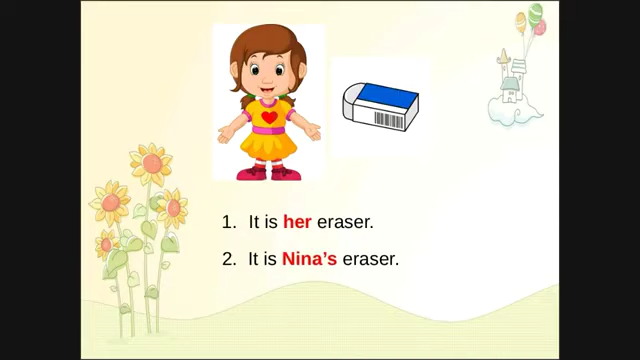 1. It is her eraser.
2. It is Nina's eraser.